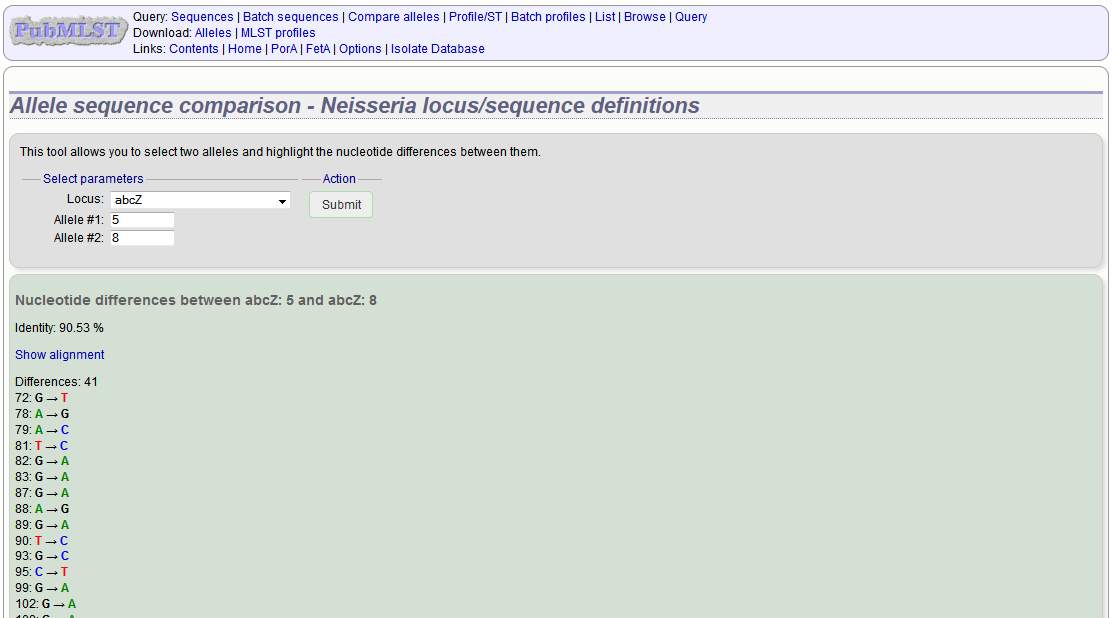 PubMLST
Query: Sequences | Batch sequences | Compare alleles | Profile/ST | Batch profiles | List | Browse | Query
Download: Alleles | MLST profiles
Links: Contents | Home | PorA | FetA | Options | Isolate Database
Allele sequence comparison - Neisseria locus/sequence definitions
This tool allows you to select two alleles and highlight the nucleotide differences between them.
Select parameters
Locus: abcZ
Allele #1: 5
Allele #2: 8
Action
Submit
Nucleotide differences between abcZ: 5 and abcZ: 8
Identity: 90.53 %
Show alignment
Differences: 41
72: G → T
78: A → G
79: A → C
81: T → C
82: G → A
83: G → A
87: G → A
88: A → G
89: G → A
90: T → C
93: G → C
95: C → T
99: G → A
102: G → A